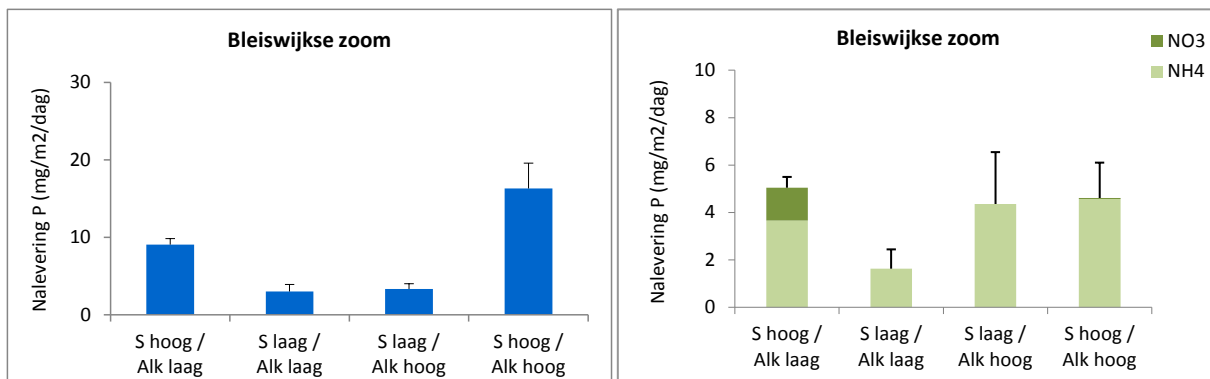 Bleiswijkse zoom
Nalevering P (mg/m2/dag)
30
20
10
0
S hoog / Alk laag
S laag / Alk laag
S laag / Alk hoog
S hoog / Alk hoog
Bleiswijkse zoom
NO3
NH4
Nalevering P (mg/m2/dag)
10
8
6
4
2
0
S hoog / Alk laag
S laag / Alk laag
S laag / Alk hoog
S hoog / Alk hoog